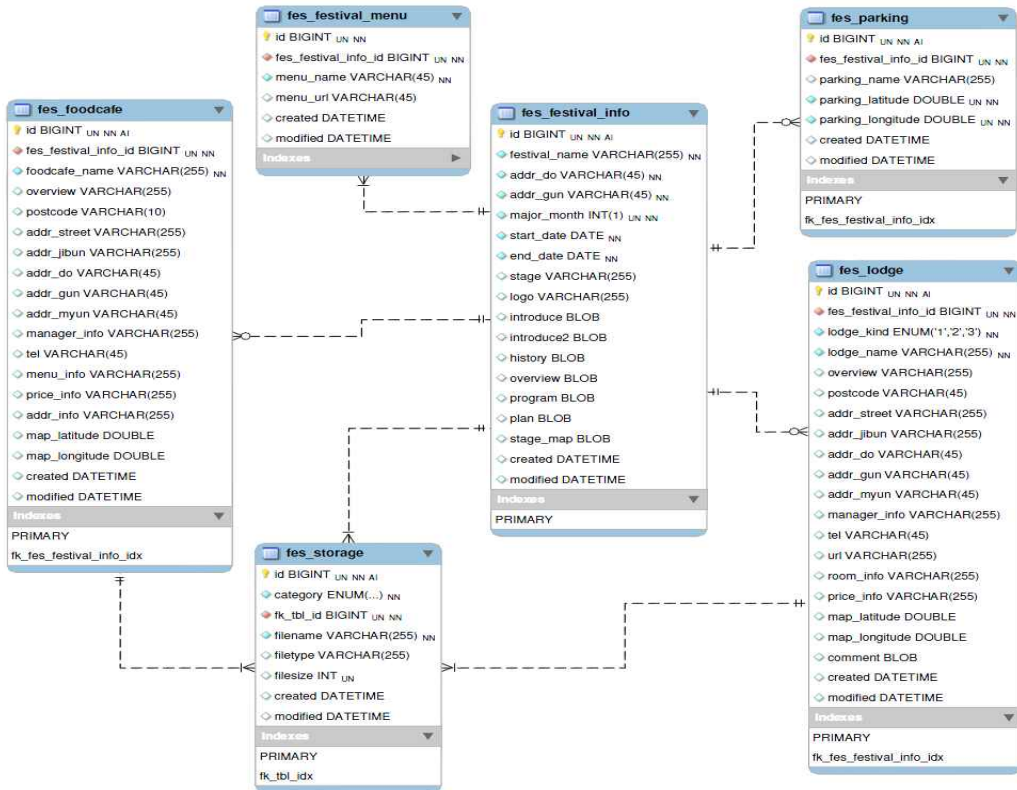 fes_festival_menu
id BIGINT UN NN
fes_festival_info_id BIGINT UN NN
menu_name VARCHAR(45) NN
menu_url VARCHAR(45)
created DATETIME
modified DATETIME
Indexes
fes_parking
id BIGINT UN NN AI
fes_festival_info_id BIGINT UN NN
parking_name VARCHAR(255)
parking_latitude DOUBLE UN NN
parking_longitude DOUBLE UN NN
created DATETIME
modified DATETIME
Indexes
PRIMARY
fk_fes_festival_info_idx
fes_foodcafe
id BIGINT UN NN AI
fes_festival_info_id BIGINT UN NN
foodcafe_name VARCHAR(255) NN
overview VARCHAR(255)
postcode VARCHAR(10)
addr_street VARCHAR(255)
addr_jibun VARCHAR(255)
addr_do VARCHAR(45)
addr_gun VARCHAR(45)
addr_myun VARCHAR(45)
manager_info VARCHAR(255)
tel VARCHAR(45)
menu_info VARCHAR(255)
price_info VARCHAR(255)
addr_info VARCHAR(255)
map_latitude DOUBLE
map_longitude DOUBLE
created DATETIME
modified DATETIME
Indexes
PRIMARY
fk_fes_festival_info_idx
fes_festival_info
id BIGINT UN NN AI
festival_name VARCHAR(255) NN
addr_do VARCHAR(45) NN
addr_gun VARCHAR(45) NN
major_month INT(1) UN NN
start_date DATE NN
end_date DATE NN
stage VARCHAR(255)
logo VARCHAR(255)
introduce BLOB
introduce2 BLOB
history BLOB
overview BLOB
program BLOB
plan BLOB
stage_map BLOB
created DATETIME
modified DATETIME
Indexes
PRIMARY
fes_lodge
id BIGINT UN NN AI
fes_festival_info_id BIGINT UN NN
lodge_kind ENUM('1','2','3') NN
lodge_name VARCHAR(255) NN
overview VARCHAR(255)
postcode VARCHAR(45)
addr_street VARCHAR(255)
addr_jibun VARCHAR(255)
addr_do VARCHAR(45)
addr_gun VARCHAR(45)
addr_myun VARCHAR(45)
manager_info VARCHAR(255)
tel VARCHAR(45)
url VARCHAR(255)
room_info VARCHAR(255)
price_info VARCHAR(255)
map_latitude DOUBLE
map_longitude DOUBLE
comment BLOB
created DATETIME
modified DATETIME
Indexes
PRIMARY
fk_fes_festival_info_idx
fes_storage
id BIGINT UN NN AI
category ENUM(...) NN
fk_tbl_id BIGINT UN NN
filename VARCHAR(255) NN
filetype VARCHAR(255)
filesize INT UN
created DATETIME
modified DATETIME
Indexes
PRIMARY
fk_tbl_idx